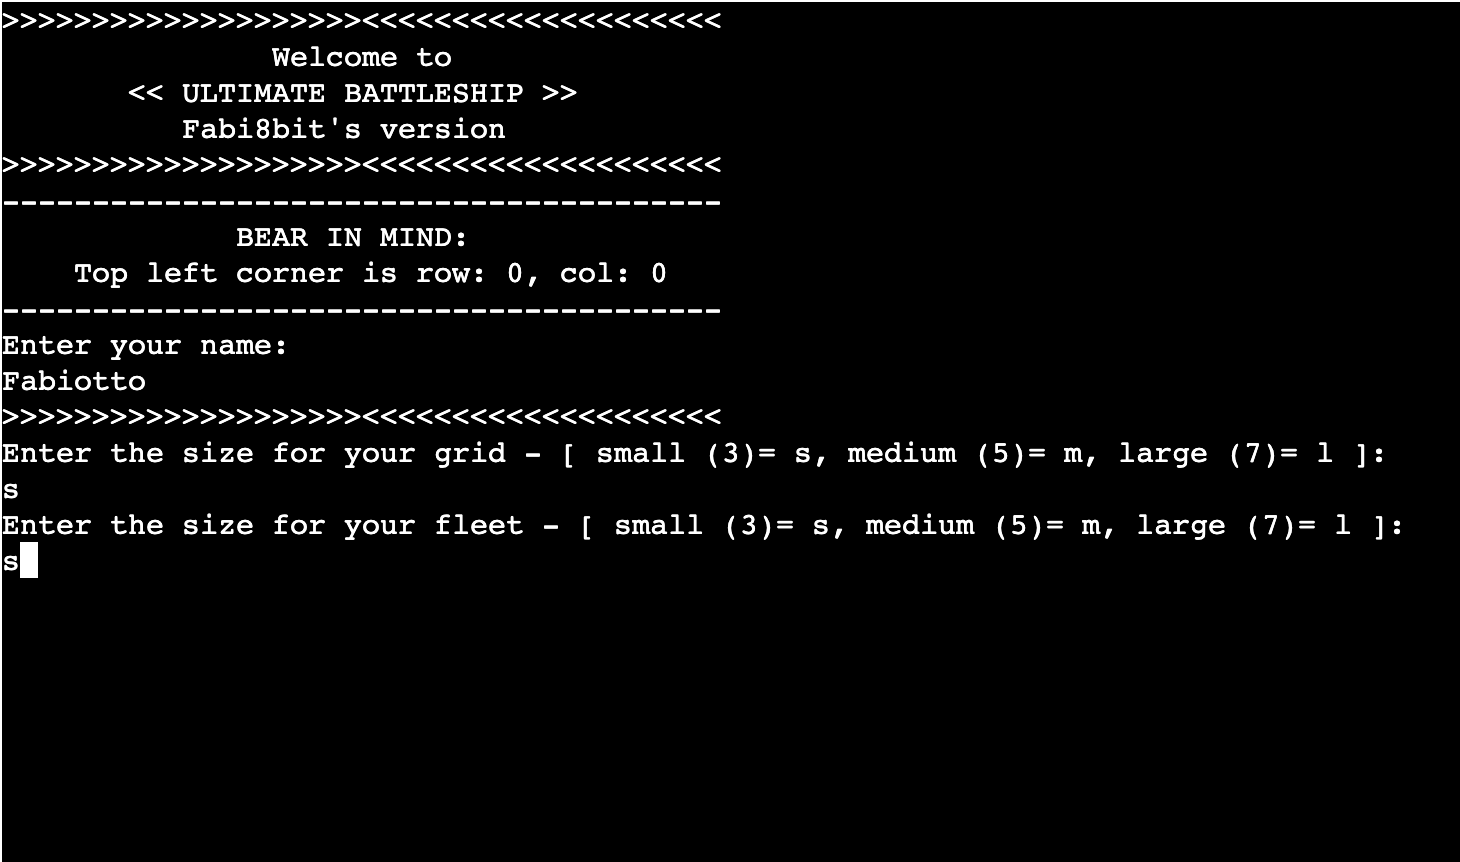 >>>>>>>>>>>>>>>>>>>><<<<<<<<<<<<<<<<<<<<
Welcome to
<< ULTIMATE BATTLESHIP >>
Fabi8bit's version
>>>>>>>>>>>>>>>>>>>><<<<<<<<<<<<<<<<<<<<
----------------------------------------
BEAR IN MIND:
Top left corner is row: 0, col: 0
----------------------------------------
Enter your name:
Fabiotto
>>>>>>>>>>>>>>>>>>>><<<<<<<<<<<<<<<<<<<<
Enter the size for your grid - [ small (3)= s, medium (5)= m, large (7)= l ]:
s
Enter the size for your fleet - [ small (3)= s, medium (5)= m, large (7)= l ]:
s